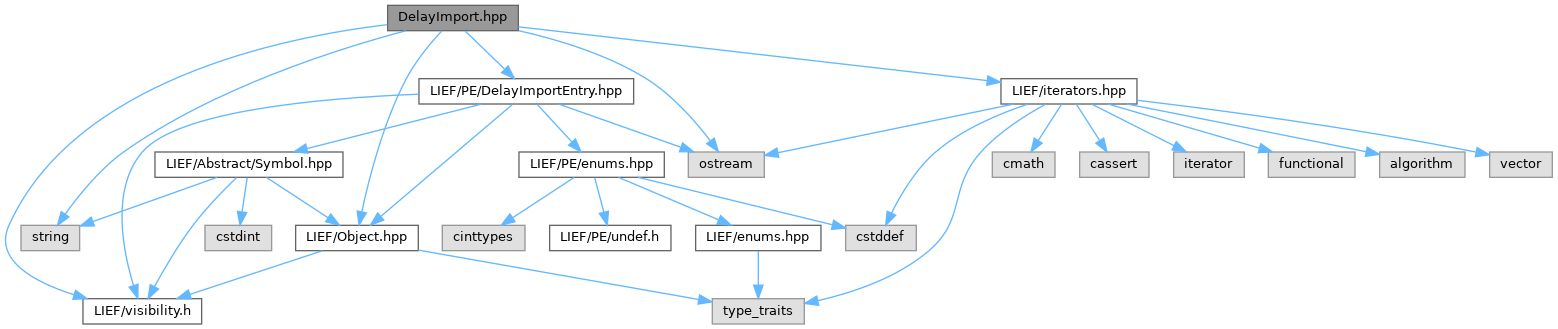 DelayImport.hpp
LIEF/PE/DelayImportEntry.hpp
LIEF/iterators.hpp
LIEF/Abstract/Symbol.hpp
LIEF/PE/enums.hpp
ostream
cmath
cassert
iterator
functional
algorithm
vector
string
cstdint
LIEF/Object.hpp
cinttypes
LIEF/PE/undef.h
LIEF/enums.hpp
cstddef
LIEF/visibility.h
type_traits